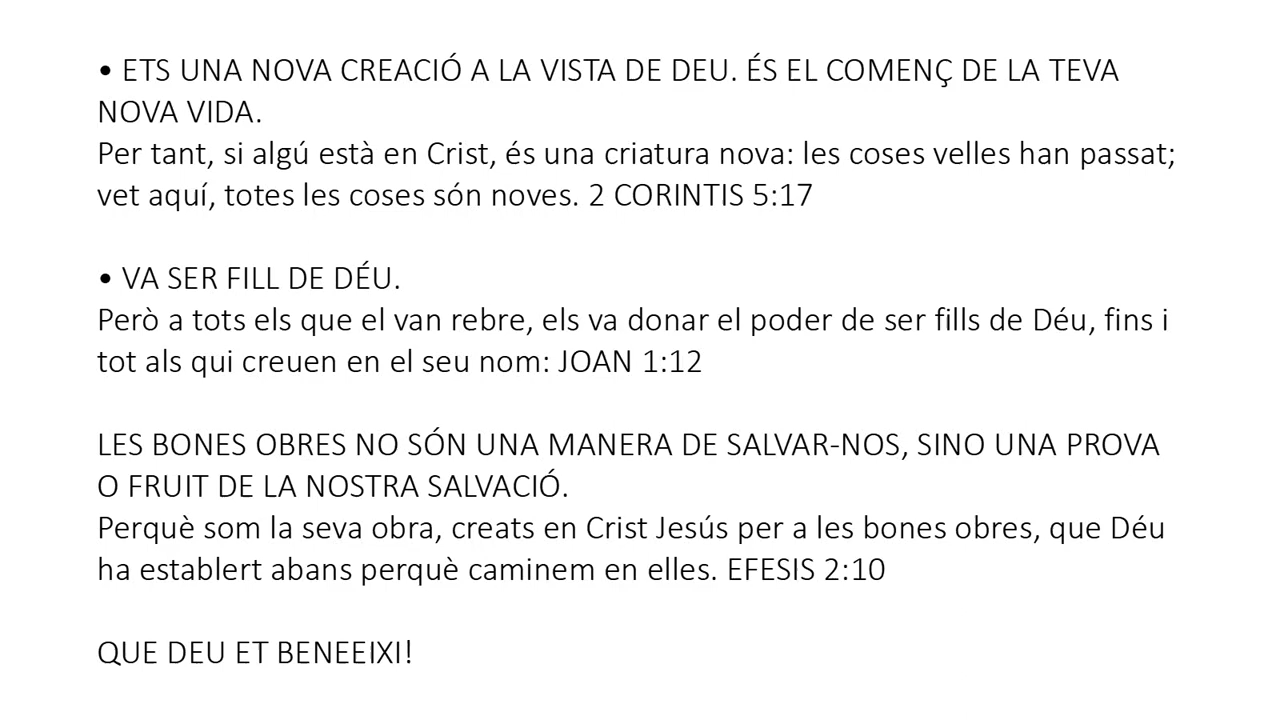 • ETS UNA NOVA CREACIÓ A LA VISTA DE DEU. ÉS EL COMENÇ DE LA TEVA
NOVA VIDA.
Per tant, si algú està en Crist, és una criatura nova: les coses velles han passat;
vet aquí, totes les coses són noves. 2 CORINTIS 5:17
• VA SER FILL DE DÉU.
Però a tots els que el van rebre, els va donar el poder de ser fills de Déu, fins i
tot als qui creuen en el seu nom: JOAN 1:12
LES BONES OBRES NO SÓN UNA MANERA DE SALVAR-NOS, SINO UNA PROVA
O FRUIT DE LA NOSTRA SALVACIÓ.
Perquè som la seva obra, creats en Crist Jesús per a les bones obres, que Déu
ha establert abans perquè caminem en elles. EFESIS 2:10
QUE DEU ET BENEEIXI!